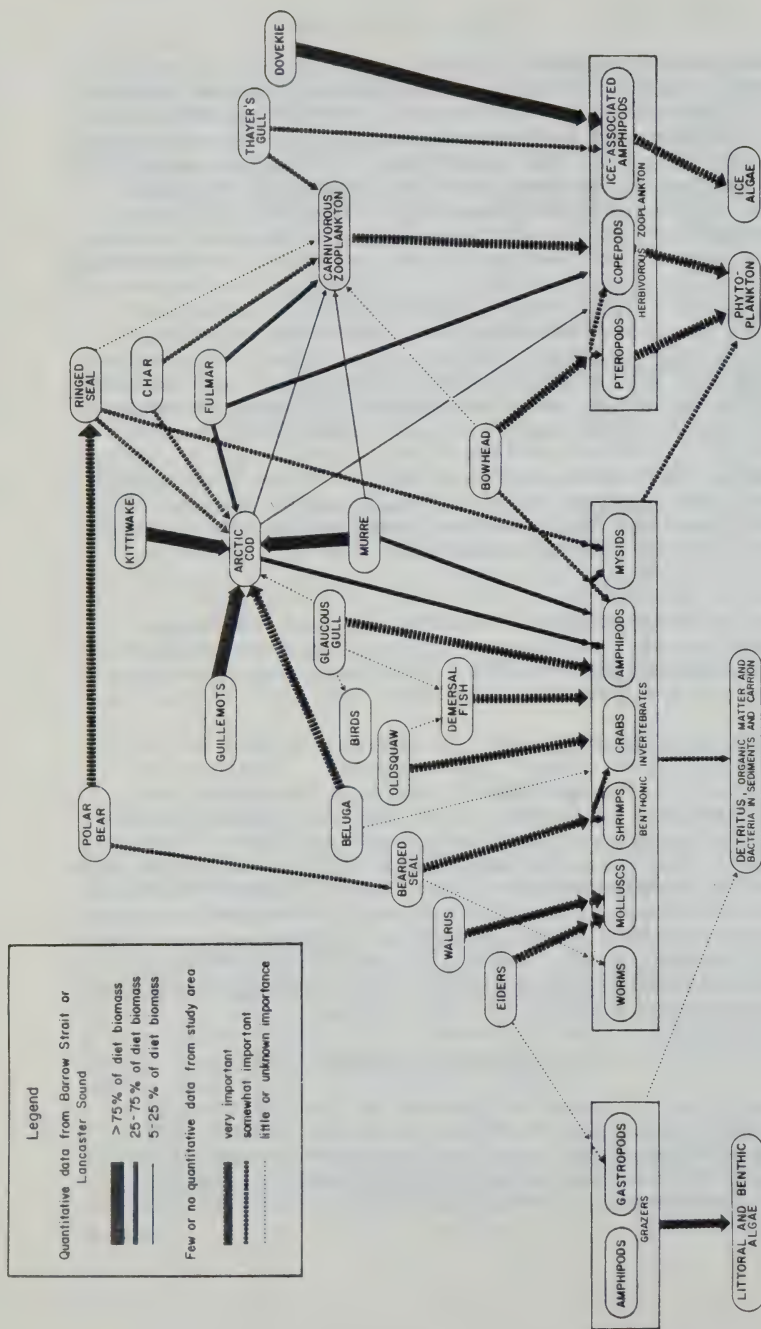 Legend
Quantitative data from Barrow Strait or
Lancaster Sound
>75% of diet biomass
25-75% of diet biomass
5-25% of diet biomass
Few or no quantitative data from study area
very important
somewhat important
little or unknown importance
POLAR
BEAR
RINGED
SEAL
CHAR
FULMAR
KITTIWAKE
ARCTIC
COD
GUILLEMOTS
MURRE
THAYER'S
GULL
DOVEKIE
CARNIVOROUS
ZOOPLANKTON
BELUGA
BEARDED
SEAL
WALRUS
EIDERS
BIRDS
GLAUCOUS
GULL
OLDSQUAW
DEMERSAL
FISH
BOWHEAD
AMPHIPODS
GASTROPODS
GRAZERS
WORMS
MOLLUSCS
SHRIMPS
CRABS
AMPHIPODS
MYSIDS
BENTHONIC INVERTEBRATES
PTEROPODS
COPEPODS
ICE-ASSOCIATED
AMPHIPODS
HERBIVOROUS ZOOPLANKTON
LITTORAL AND BENTHIC
ALGAE
DETRITUS, ORGANIC MATTER AND
BACTERIA IN SEDIMENTS AND CARRION
PHYTO-
PLANKTON
ICE
ALGAE